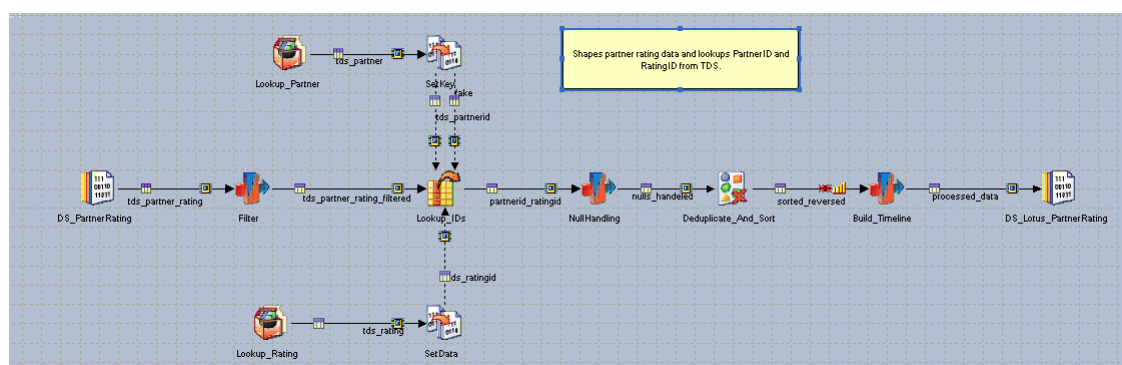 tds_partner
Lookup_Partner
SetKey
fake
tds_partnerid
Shapes partner rating data and lookups PartnerID and
RatingID from TDS.
DS_PartnerRating
tds_partner_rating
Filter
tds_partner_rating_filtered
Lookup_IDs
partnerid_ratingid
NullHandling
nulls_handeled
Deduplicate_And_Sort
sorted_reversed
Build_Timeline
processed_data
DS_Lotus_PartnerRating
ds_ratingid
Lookup_Rating
tds_rating
SetData